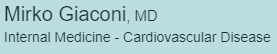 Mirko Giaconi, MD
Internal Medicine - Cardiovascular Disease